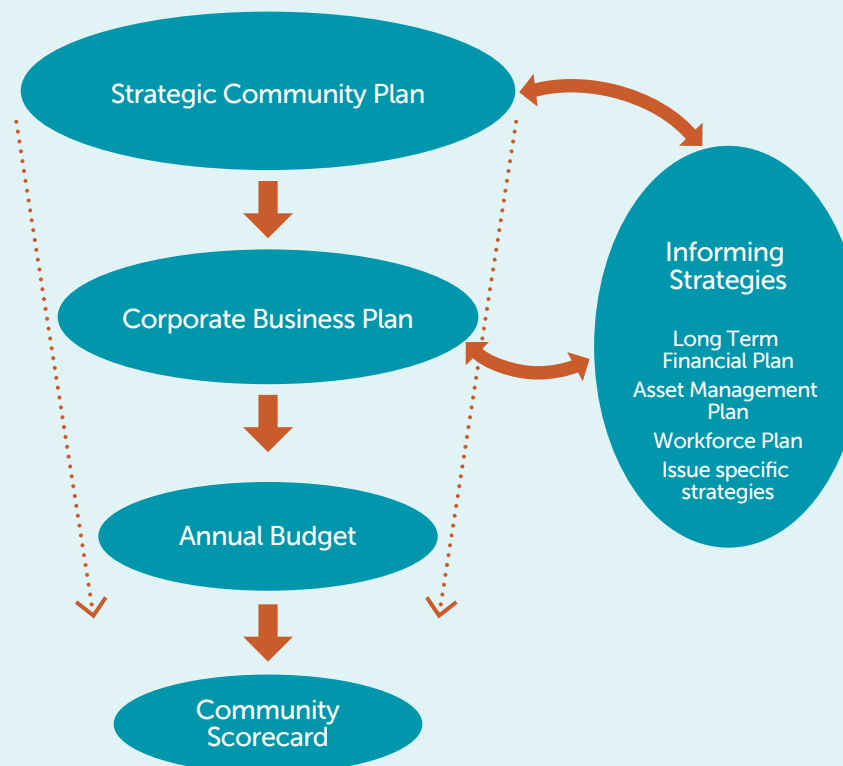 Strategic Community Plan
Corporate Business Plan
Annual Budget
Community
Scorecard
Informing
Strategies
Long Term
Financial Plan
Asset Management
Plan
Workforce Plan
Issue specific
strategies